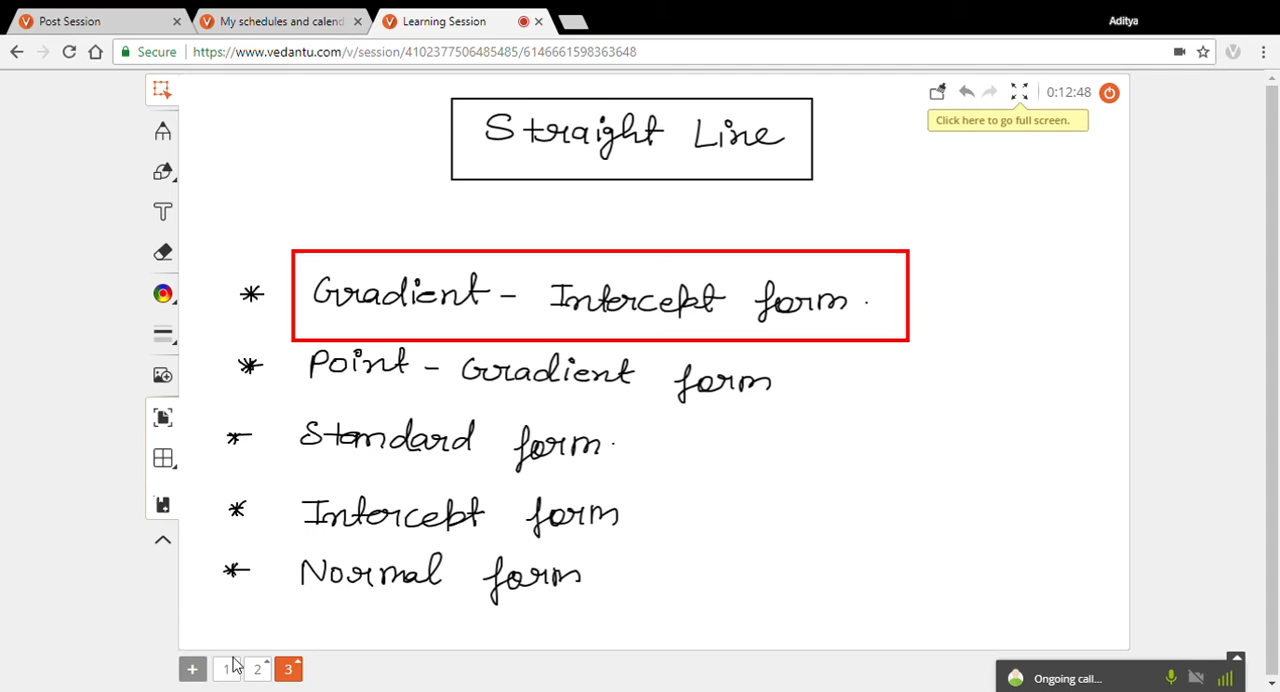 Post Session
My schedules and calend
Learning Session
Aditya
Secure
https://www.vedantu.com/v/session/4102377506485485/6146661598363648
0:12:48
Click here to go full screen.
Straight Line
* Gradient - Intercept form.
* Point - Gradient form
* Standard form.
* Intercept form
* Normal form
+ 1 2 3
Ongoing call...